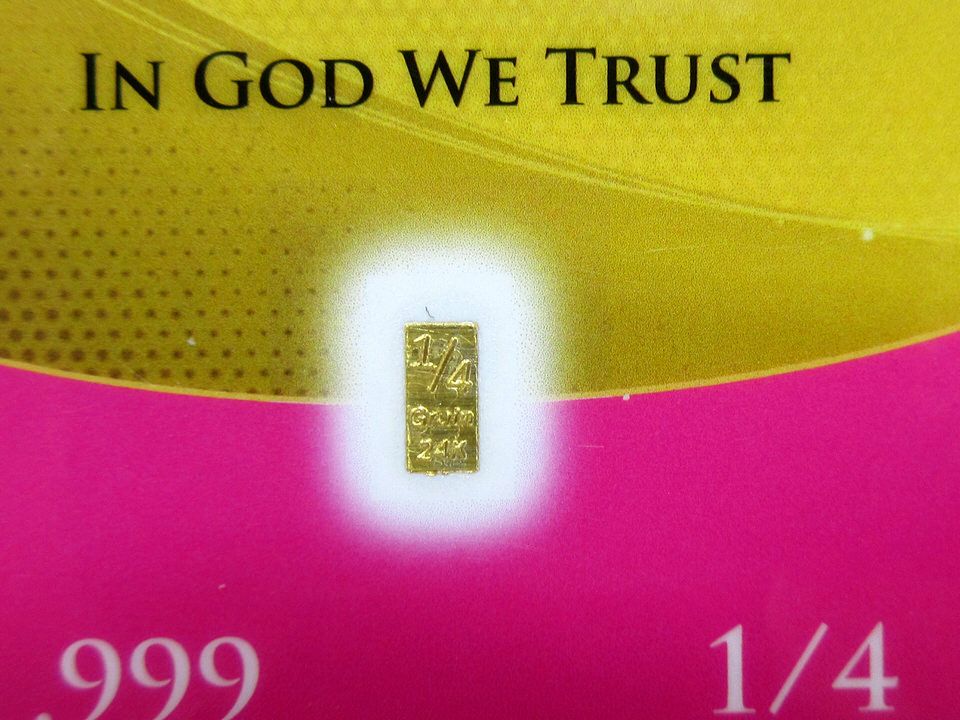 IN GOD WE TRUST
1/4
Grain
24K
.999
1/4